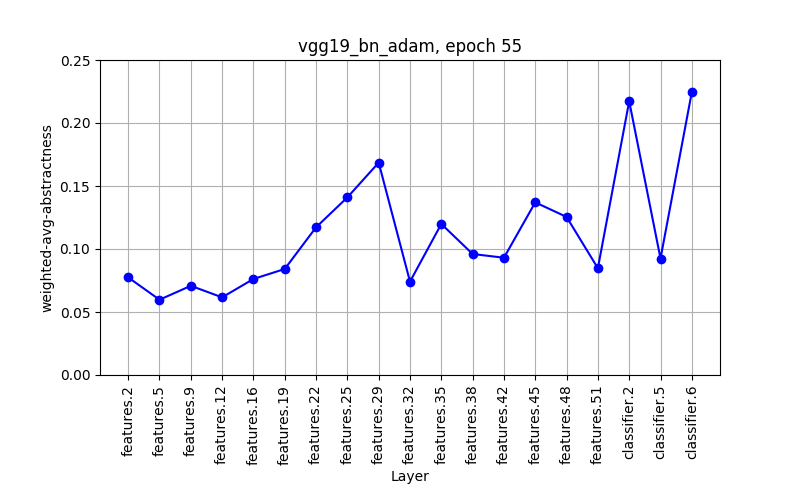 vgg19_bn_adam, epoch 55
0.25
0.20
0.15
0.10
0.05
0.00
weighted-avg-abstractness
features.2
features.5
features.9
features.12
features.16
features.19
features.22
features.25
features.29
features.32
features.35
features.38
features.42
features.45
features.48
features.51
classifier.2
classifier.5
classifier.6
Layer